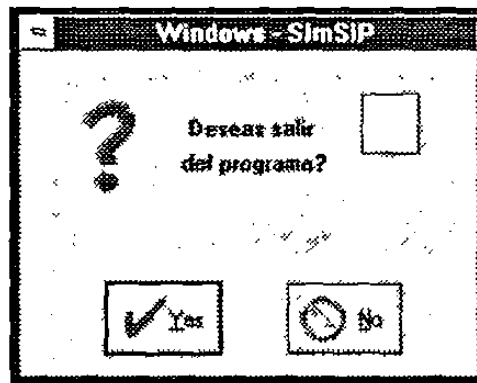 Windows - SimSIP
Deseas salir
del programa?
Yes
No